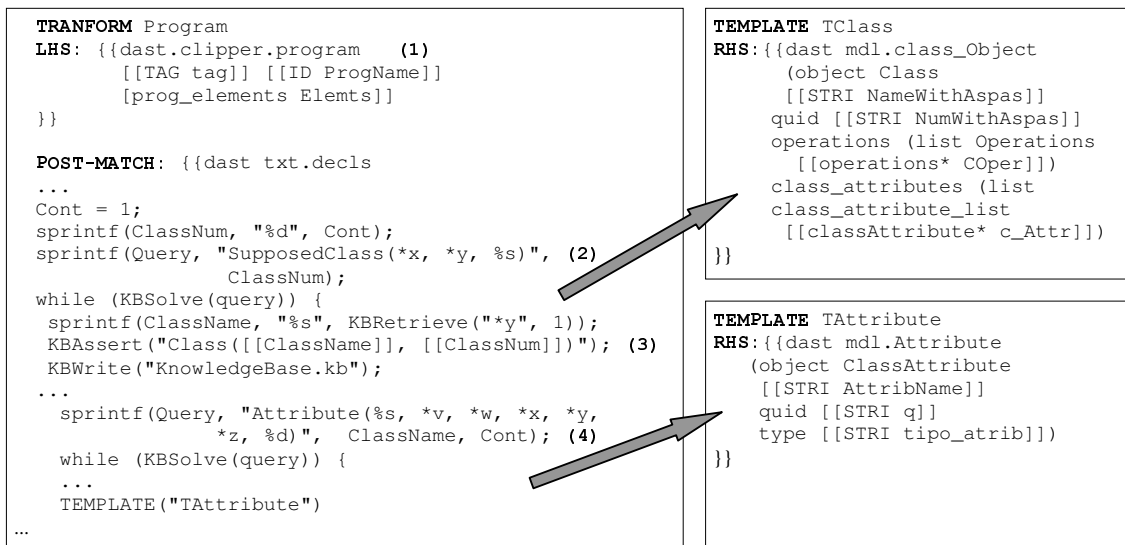 TRANFORM Program
LHS: {{dast.clipper.program (1)
[[TAG tag]] [[ID ProgName]]
[prog_elements Elemts]]
}}
POST-MATCH: {{dast txt.decls
...
Cont = 1;
sprintf(ClassNum, "%d", Cont);
sprintf(Query, "SupposedClass(*x, *y, %s)", (2)
ClassNum);
while (KBSolve(query)) {
sprintf(ClassName, "%s", KBRetrieve("*y", 1));
KBAssert("Class([[ClassName]], [[ClassNum]])"); (3)
KBWrite("KnowledgeBase.kb");
...
sprintf(Query, "Attribute(%s, *v, *w, *x, *y,
*z, %d)", ClassName, Cont); (4)
while (KBSolve(query)) {
...
TEMPLATE("TAttribute")
...
TEMPLATE TClass
RHS:{{dast mdl.class_Object
(object Class
[[STRI NameWithAspas]]
quid [[STRI NumWithAspas]]
operations (list Operations
[[operations* COper]])
class_attributes (list
class_attribute_list
[[classAttribute* c_Attr]])
}}
TEMPLATE TAttribute
RHS:{{dast mdl.Attribute
(object ClassAttribute
[[STRI AttribName]]
quid [[STRI q]]
type [[STRI tipo_atrib]])
}}